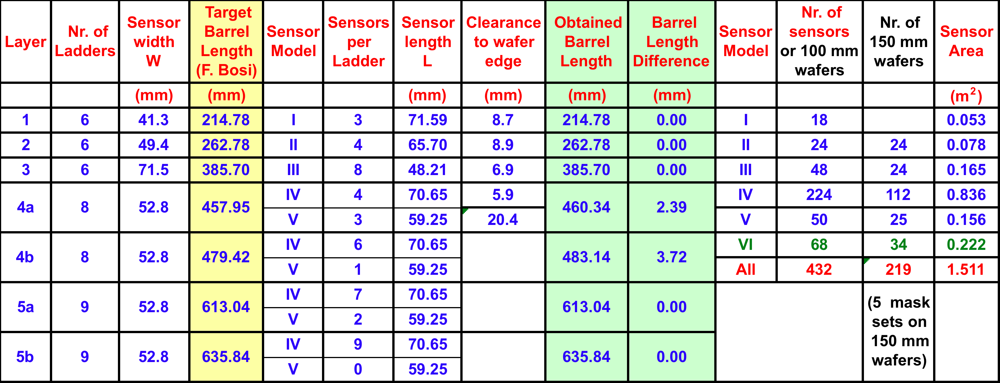 Layer
Nr. of
Ladders
Sensor
width
W
Target
Barrel
Length
(F. Bosi)
Sensor
Model
Sensors
per
Ladder
Sensor
length
L
Clearance
to wafer
edge
Obtained
Barrel
Length
Barrel
Length
Difference
Sensor
Model
Nr. of
sensors
or 100 mm
wafers
Nr. of
150 mm
wafers
Sensor
Area
(mm) (mm) (mm) (mm) (mm) (mm) (m²)
1 6 41.3 214.78 I 3 71.59 8.7 214.78 0.00 I 18 0.053
2 6 49.4 262.78 II 4 65.70 8.9 262.78 0.00 II 24 24 0.078
3 6 71.5 385.70 III 8 48.21 6.9 385.70 0.00 III 48 24 0.165
4a 8 52.8 457.95 IV 4 70.65 5.9 460.34 2.39 IV 224 112 0.836
V 3 59.25 20.4 V 50 25 0.156
4b 8 52.8 479.42 IV 6 70.65 483.14 3.72 VI 68 34 0.222
V 1 59.25 All 432 219 1.511
5a 9 52.8 613.04 IV 7 70.65 613.04 0.00
V 2 59.25
5b 9 52.8 635.84 IV 9 70.65 635.84 0.00
V 0 59.25
(5 mask
sets on
150 mm
wafers)